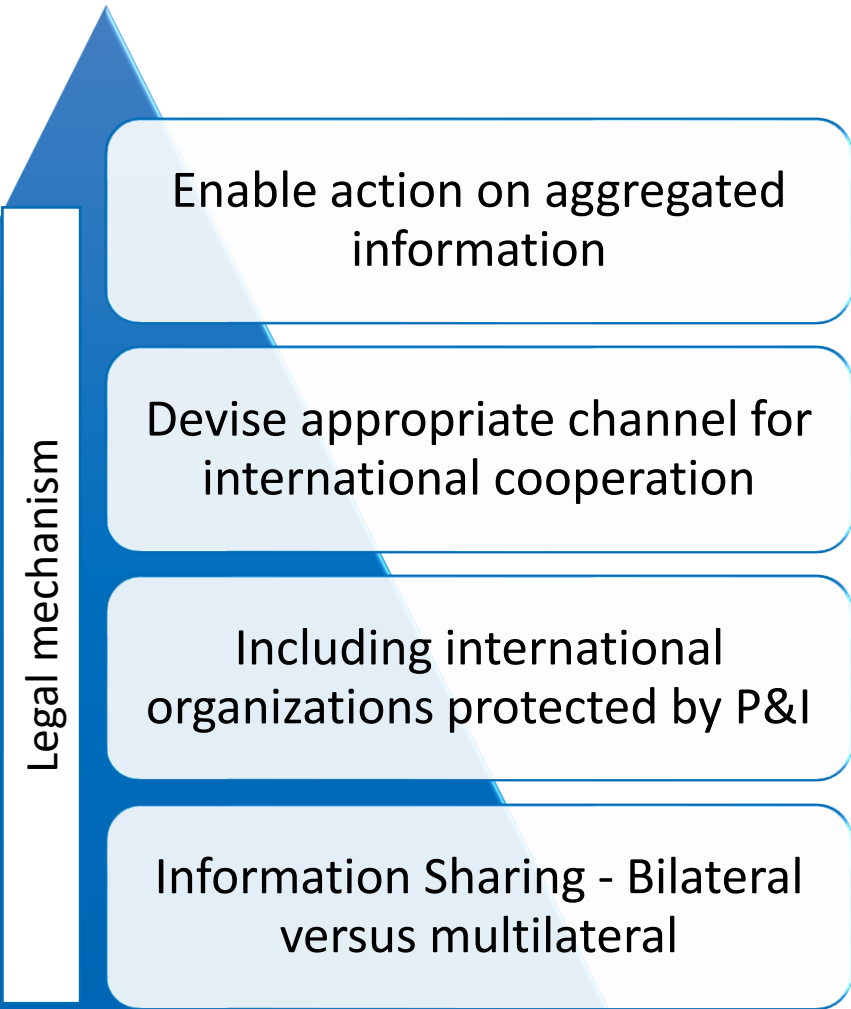 Enable action on aggregated
information
Devise appropriate channel for
international cooperation
Legal mechanism
Including international
organizations protected by P&I
Information Sharing - Bilateral
versus multilateral